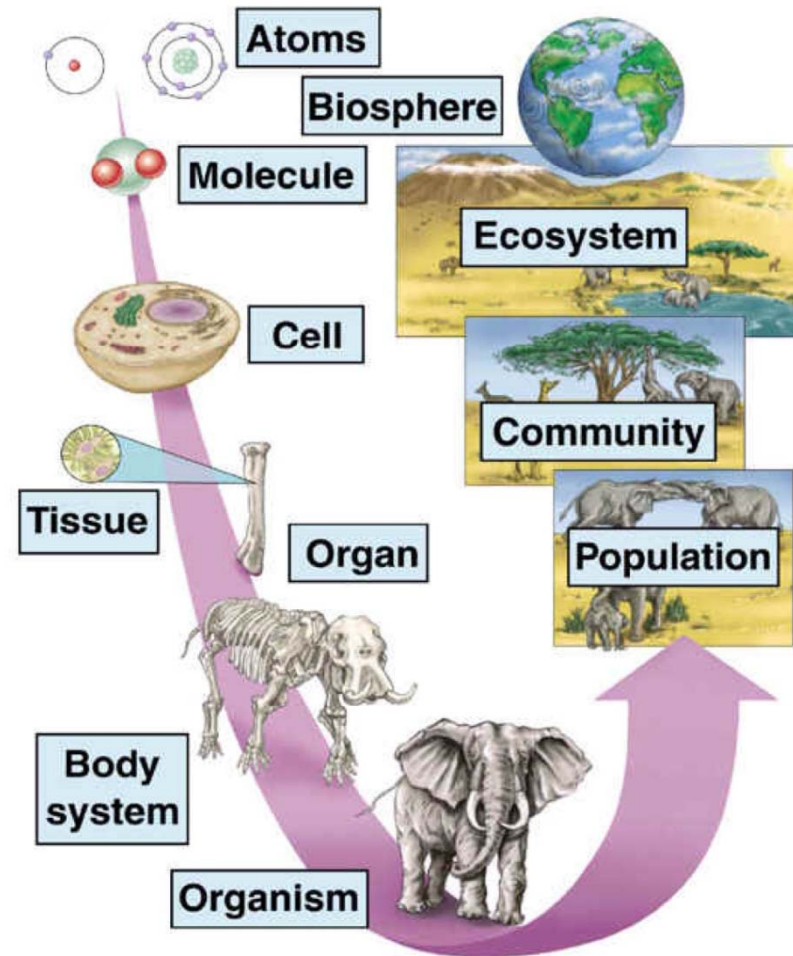 Atoms
Biosphere
Molecule
Ecosystem
Cell
Community
Tissue
Organ
Population
Body
system
Organism